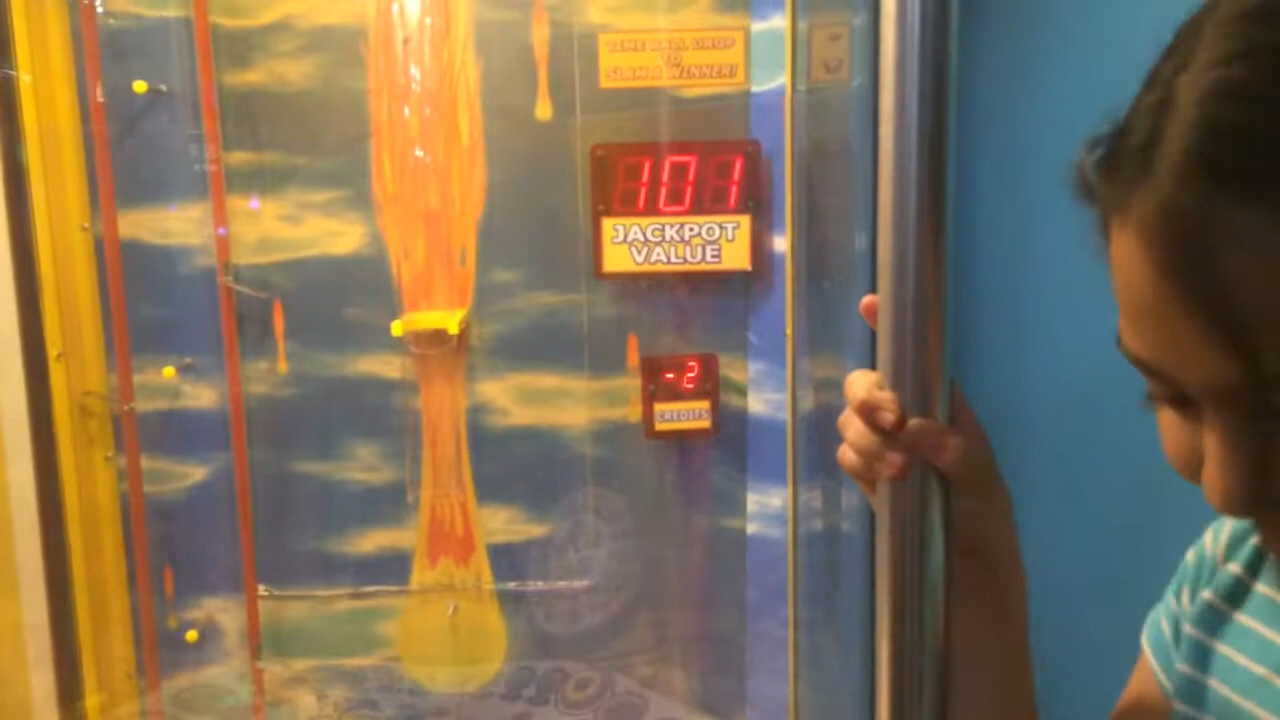 TIME BALL DROP
TO
SLAM A WINNER!
101
JACKPOT
VALUE
-2
CREDITS